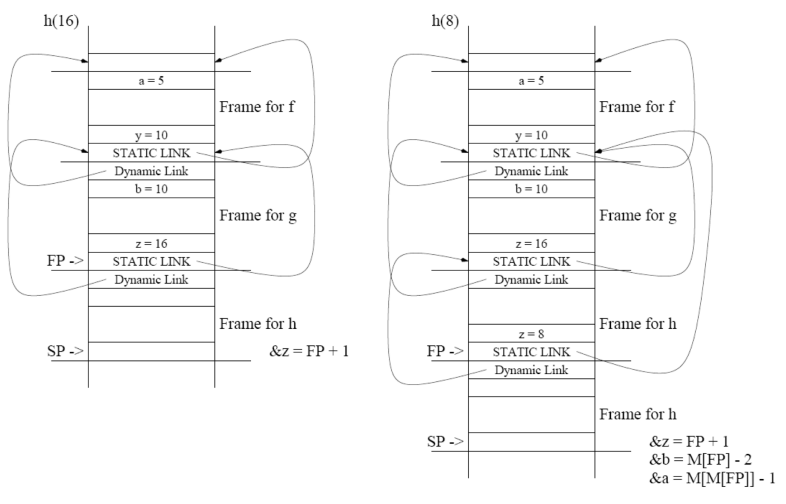 h(16)
a = 5
Frame for f
y = 10
STATIC LINK
Dynamic Link
b = 10
Frame for g
z = 16
FP ->
STATIC LINK
Dynamic Link
Frame for h
SP ->
&z = FP + 1
h(8)
a = 5
Frame for f
y = 10
STATIC LINK
Dynamic Link
b = 10
Frame for g
z = 16
STATIC LINK
Dynamic Link
Frame for h
z = 8
FP ->
STATIC LINK
Dynamic Link
Frame for h
SP ->
&z = FP + 1
&b = M[FP] - 2
&a = M[M[FP]] - 1